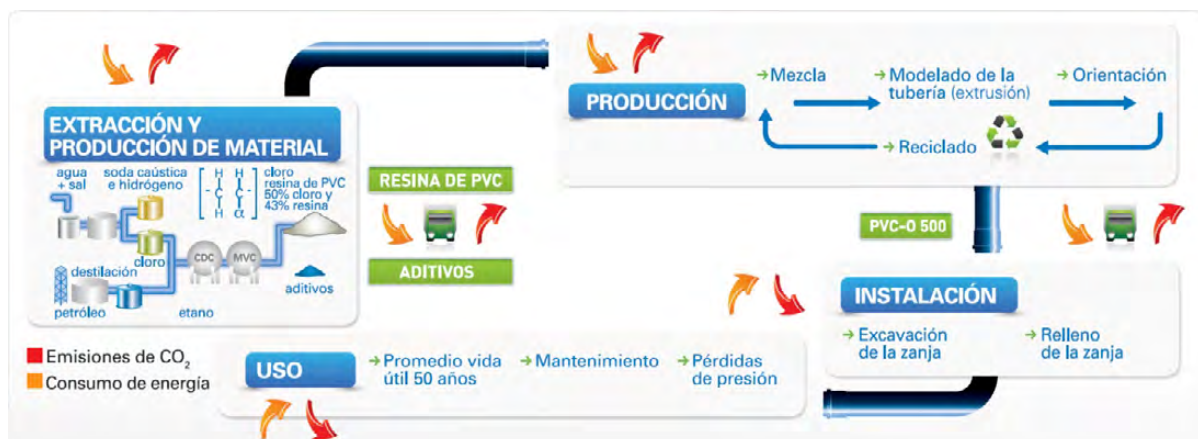 EXTRACCIÓN Y
PRODUCCIÓN DE MATERIAL
agua
+ sal
soda caústica
e hidrógeno
H H
- C - C -
H α
cloro
resina de PVC
50% cloro y
43% resina
cloro
CDC
MVC
destilación
petróleo
etano
aditivos
RESINA DE PVC
ADITIVOS
PRODUCCIÓN
Mezcla
Modelado de la
tubería (extrusión)
Orientación
Reciclado
PVC-O 500
INSTALACIÓN
Excavación
de la zanja
Relleno
de la zanja
USO
Promedio vida
útil 50 años
Mantenimiento
Pérdidas
de presión
Emisiones de CO₂
Consumo de energía